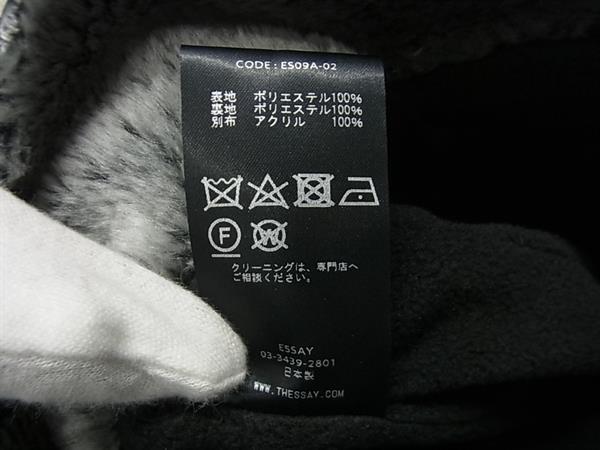 CODE : ES09A-02
表地 ポリエステル100%
裏地 ポリエステル100%
別布 アクリル 100%
F W
クリーニングは、専門店へ
ご相談ください。
ESSAY
03-3439-2801
日本製
WWW.THESSAY.COM